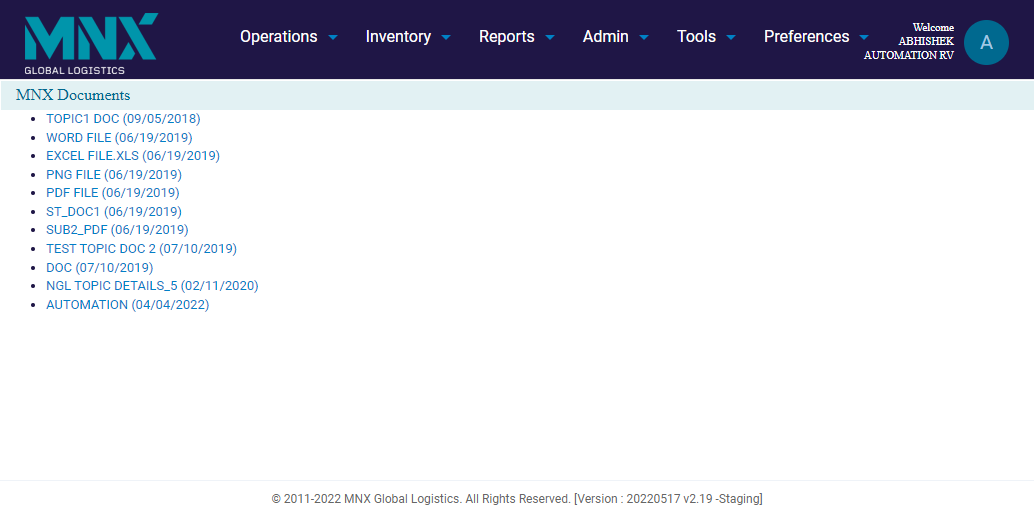 MNX
GLOBAL LOGISTICS
Operations Inventory Reports Admin Tools Preferences
Welcome
ABHISHEK
AUTOMATION RV
A
MNX Documents
TOPIC1 DOC (09/05/2018)
WORD FILE (06/19/2019)
EXCEL FILE.XLS (06/19/2019)
PNG FILE (06/19/2019)
PDF FILE (06/19/2019)
ST_DOC1 (06/19/2019)
SUB2_PDF (06/19/2019)
TEST TOPIC DOC 2 (07/10/2019)
DOC (07/10/2019)
NGL TOPIC DETAILS_5 (02/11/2020)
AUTOMATION (04/04/2022)
© 2011-2022 MNX Global Logistics. All Rights Reserved. [Version : 20220517 v2.19 -Staging]